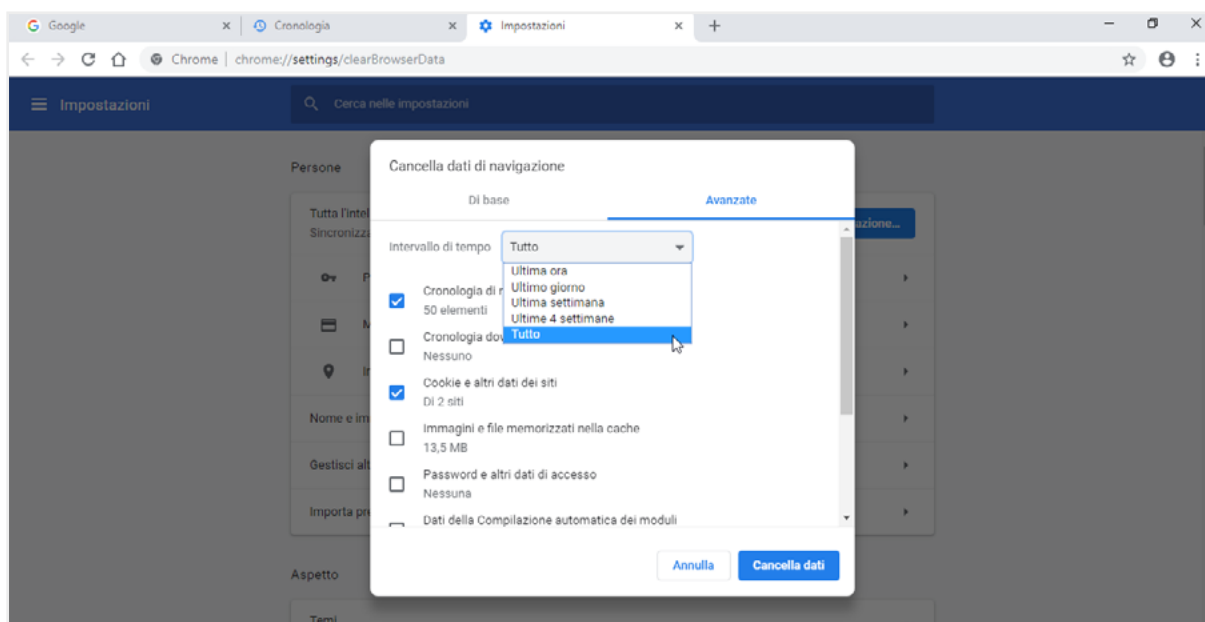 Google
Cronologia
Impostazioni
Chrome | chrome://settings/clearBrowserData
Impostazioni
Cerca nelle impostazioni
Persone
Cancella dati di navigazione
Di base
Avanzate
Tutta l'intel
Sincronizza
azione...
Intervallo di tempo
Tutto
Ultima ora
Ultimo giorno
Ultima settimana
Ultime 4 settimane
Tutto
Cronologia di r
50 elementi
Cronologia dov
Nessuno
Cookie e altri dati dei siti
Di 2 siti
Immagini e file memorizzati nella cache
13,5 MB
Nome e im
Password e altri dati di accesso
Nessuna
Gestisci alt
Dati della Compilazione automatica dei moduli
Importa pre
Annulla
Cancella dati
Aspetto
Temi